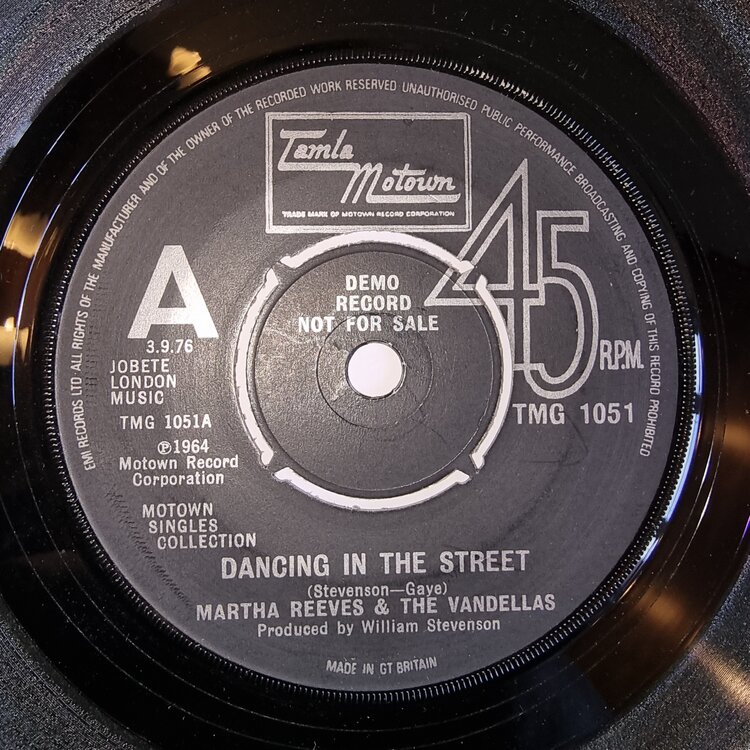 EMI RECORDS LTD ALL RIGHTS OF THE MANUFACTURER AND OF THE OWNER OF THE RECORDED WORK RESERVED UNAUTHORISED PUBLIC PERFORMANCE BROADCASTING AND COPYING OF THIS RECORD PROHIBITED
Tamla
Motown
TRADE MARK OF MOTOWN RECORD CORPORATION
A
45
R.P.M.
DEMO
RECORD
NOT FOR SALE
3.9.76
JOBETE
LONDON
MUSIC
TMG 1051A
TMG 1051
℗1964
Motown Record
Corporation
MOTOWN
SINGLES
COLLECTION
DANCING IN THE STREET
(Stevenson—Gaye)
MARTHA REEVES & THE VANDELLAS
Produced by William Stevenson
MADE IN GT BRITAIN